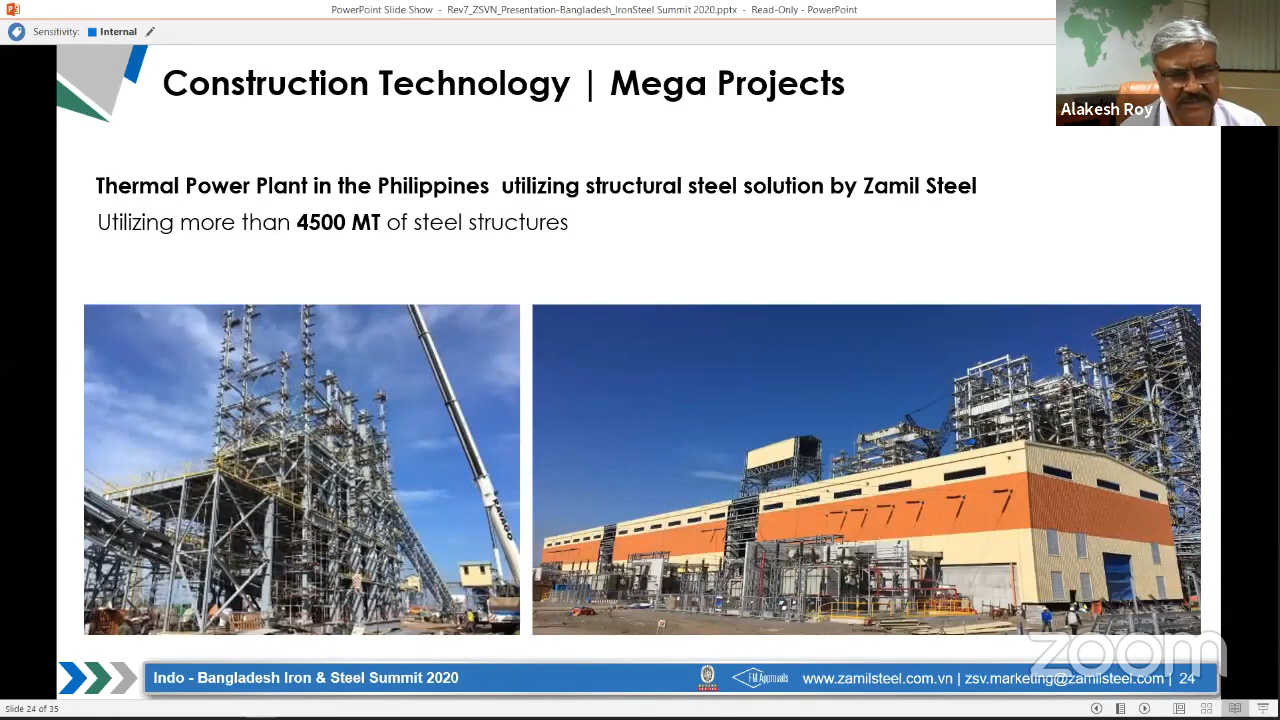 PowerPoint Slide Show - Rev7_ZSVN_Presentation-Bangladesh_IronSteel Summit 2020.pptx - Read-Only - PowerPoint
Sensitivity: Internal
Construction Technology | Mega Projects
Alakesh Roy
Thermal Power Plant in the Philippines utilizing structural steel solution by Zamil Steel
Utilizing more than 4500 MT of steel structures
zoom
Indo - Bangladesh Iron & Steel Summit 2020
FM Approvals
www.zamilsteel.com.vn | zsv.marketing@zamilsteel.com | 24
Slide 24 of 35